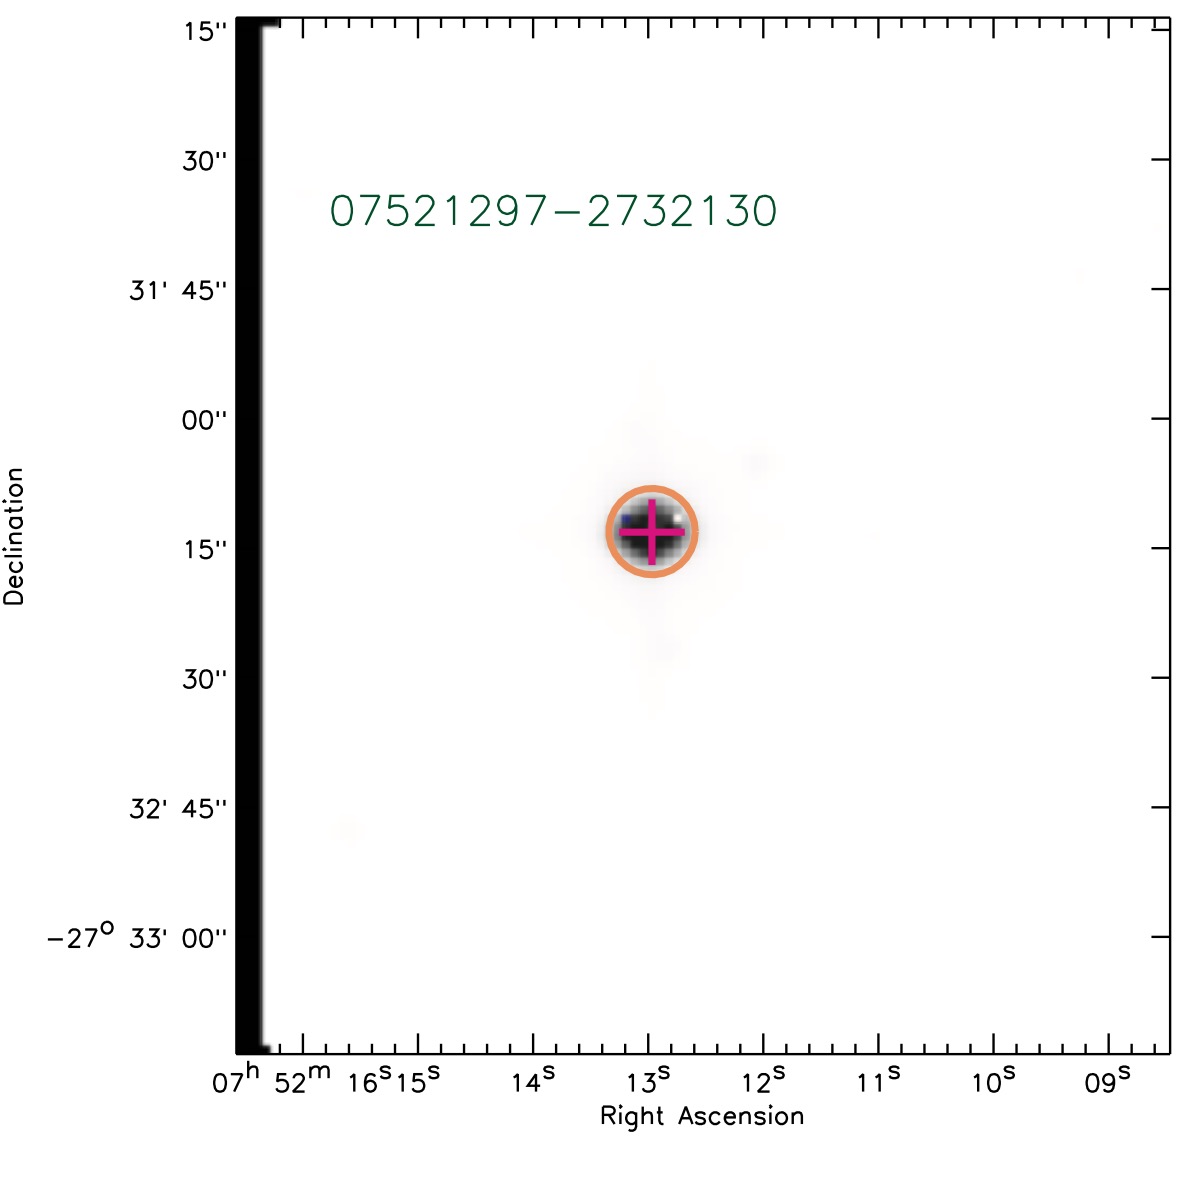 15''
30''
07521297-2732130
31' 45''
00''
15''
30''
32' 45''
-27° 33' 00''
Declination
07h 52m 16s 15s 14s 13s 12s 11s 10s 09s
Right Ascension